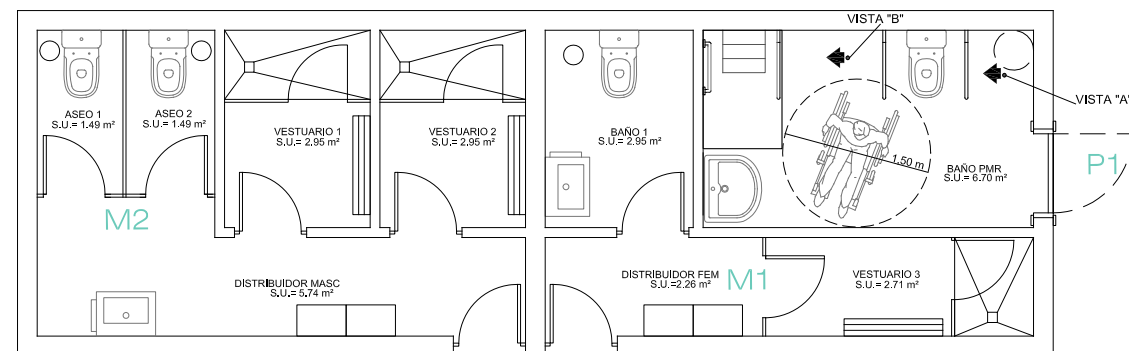 VISTA "B"
VISTA "A"
ASEO 1
S.U.= 1.49 m²
ASEO 2
S.U.= 1.49 m²
VESTUARIO 1
S.U.= 2.95 m²
VESTUARIO 2
S.U.= 2.95 m²
BAÑO 1
S.U.= 2.95 m²
1.50 m
BAÑO PMR
S.U.= 6.70 m²
P1
M2
DISTRIBUIDOR MASC
S.U.= 5.74 m²
DISTRIBUIDOR FEM
S.U.=2.26 m²
M1
VESTUARIO 3
S.U.= 2.71 m²